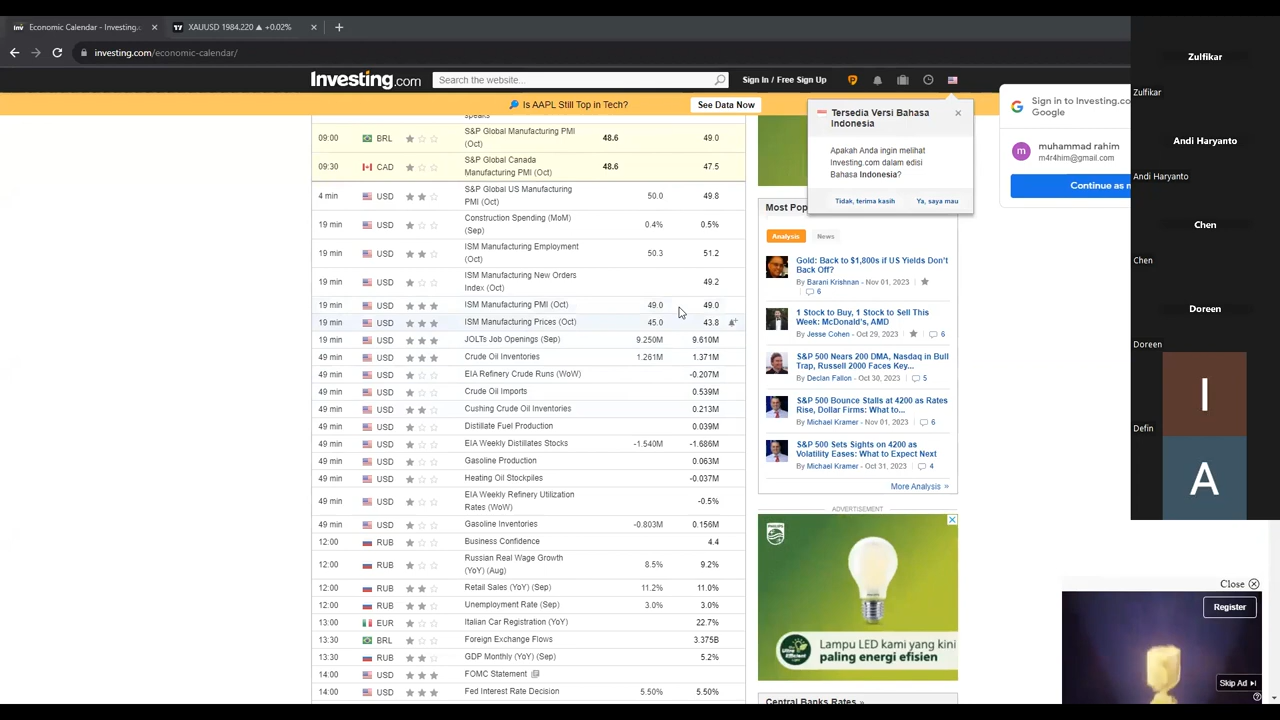 Economic Calendar - Investing.
XAUUSD 1984.220 ▲ +0.02%
investing.com/economic-calendar/
Investing.com
Search the website...
Sign In / Free Sign Up
Is AAPL Still Top in Tech?
See Data Now
speaks
09:00 BRL S&P Global Manufacturing PMI 48.6 49.0
(Oct)
09:30 CAD S&P Global Canada 48.6 47.5
Manufacturing PMI (Oct)
4 min USD S&P Global US Manufacturing 50.0 49.8
PMI (Oct)
19 min USD Construction Spending (MoM) 0.4% 0.5%
(Sep)
19 min USD ISM Manufacturing Employment 50.3 51.2
(Oct)
19 min USD ISM Manufacturing New Orders 49.2
Index (Oct)
19 min USD ISM Manufacturing PMI (Oct) 49.0 49.0
19 min USD ISM Manufacturing Prices (Oct) 45.0 43.8
19 min USD JOLTs Job Openings (Sep) 9.250M 9.610M
49 min USD Crude Oil Inventories 1.261M 1.371M
49 min USD EIA Refinery Crude Runs (WoW) -0.207M
49 min USD Crude Oil Imports 0.539M
49 min USD Cushing Crude Oil Inventories 0.213M
49 min USD Distillate Fuel Production 0.039M
49 min USD EIA Weekly Distillates Stocks -1.540M -1.686M
49 min USD Gasoline Production 0.063M
49 min USD Heating Oil Stockpiles -0.037M
49 min USD EIA Weekly Refinery Utilization -0.5%
Rates (WoW)
49 min USD Gasoline Inventories -0.803M 0.156M
12:00 RUB Business Confidence 4.4
12:00 RUB Russian Real Wage Growth 8.5% 9.2%
(YoY) (Aug)
12:00 RUB Retail Sales (YoY) (Sep) 11.2% 11.0%
12:00 RUB Unemployment Rate (Sep) 3.0% 3.0%
13:00 EUR Italian Car Registration (YoY) 22.7%
13:30 BRL Foreign Exchange Flows 3.375B
13:30 RUB GDP Monthly (YoY) (Sep) 5.2%
14:00 USD FOMC Statement
14:00 USD Fed Interest Rate Decision 5.50% 5.50%
Tersedia Versi Bahasa
Indonesia
Apakah Anda ingin melihat
Investing.com dalam edisi
Bahasa Indonesia?
Tidak, terima kasih
Ya, saya mau
Most Pop
Analysis
News
Gold: Back to $1,800s if US Yields Don't
Back Off?
By Barani Krishnan - Nov 01, 2023
6
1 Stock to Buy, 1 Stock to Sell This
Week: McDonald's, AMD
By Jesse Cohen - Oct 29, 2023 6
S&P 500 Nears 200 DMA, Nasdaq in Bull
Trap, Russell 2000 Faces Key...
By Declan Fallon - Oct 30, 2023 5
S&P 500 Bounce Stalls at 4200 as Rates
Rise, Dollar Firms: What to...
By Michael Kramer - Nov 01, 2023 6
S&P 500 Sets Sights on 4200 as
Volatility Eases: What to Expect Next
By Michael Kramer - Oct 31, 2023 4
More Analysis »
ADVERTISEMENT
PHILIPS
Lampu LED kami yang kini
paling energi efisien
Central Banks Rates »
Sign in to Investing.co
Google
m
muhammad rahim
m4r4him@gmail.com
Continue as m
Close
Register
Skip Ad
Zulfikar
Zulfikar
Andi Haryanto
Andi Haryanto
Chen
Chen
Doreen
Doreen
I
Defin
A